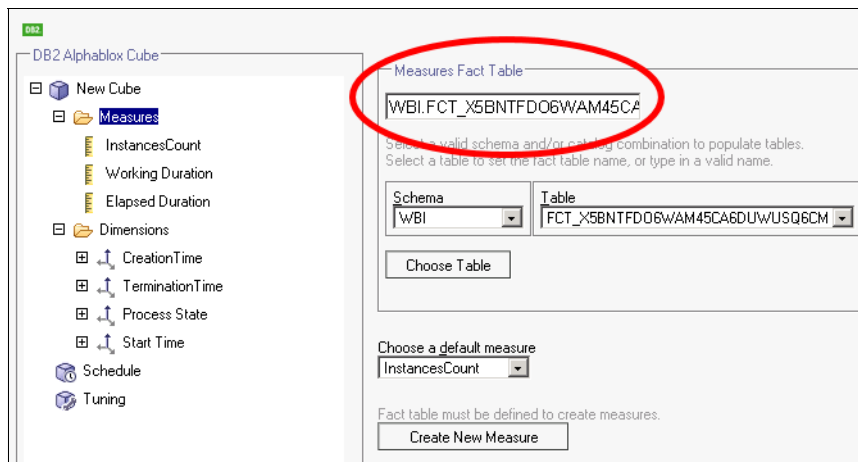 DB2.
DB2 Alphablox Cube
New Cube
Measures
InstancesCount
Working Duration
Elapsed Duration
Dimensions
CreationTime
TerminationTime
Process State
Start Time
Schedule
Tuning
Measures Fact Table
WBI.FCT_X5BNTFDO6WAM45CA
Select a valid schema and/or catalog combination to populate tables.
Select a table to set the fact table name, or type in a valid name.
Schema
WBI
Table
FCT_X5BNTFDO6WAM45CA6DUWUSQ6CM
Choose Table
Choose a default measure
InstancesCount
Fact table must be defined to create measures.
Create New Measure